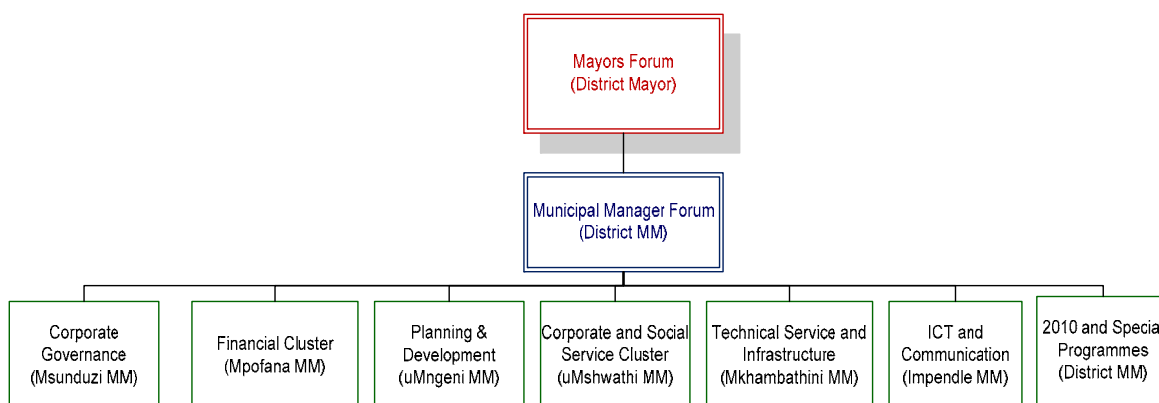 Mayors Forum
(District Mayor)
Municipal Manager Forum
(District MM)
Corporate
Governance
(Msunduzi MM)
Financial Cluster
(Mpofana MM)
Planning &
Development
(uMngeni MM)
Corporate and Social
Service Cluster
(uMshwathi MM)
Technical Service and
Infrastructure
(Mkhambathini MM)
ICT and
Communication
(Impendle MM)
2010 and Special
Programmes
(District MM)